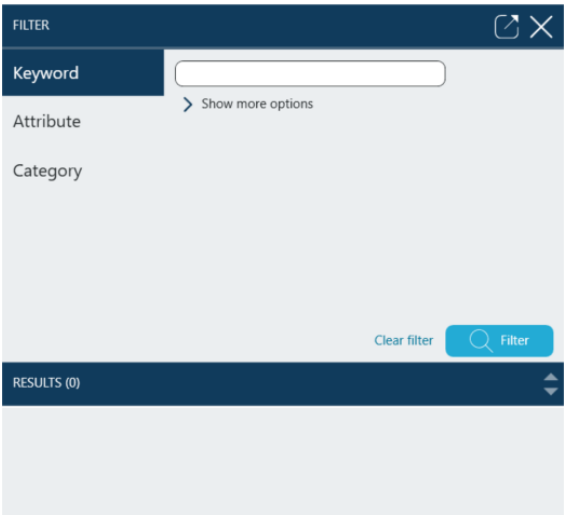 FILTER
Keyword
Show more options
Attribute
Category
Clear filter
Filter
RESULTS (0)